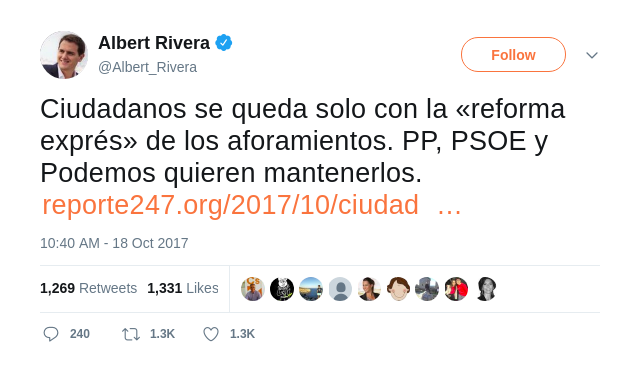 Albert Rivera
@Albert_Rivera
Follow
Ciudadanos se queda solo con la «reforma
exprés» de los aforamientos. PP, PSOE y
Podemos quieren mantenerlos.
reporte247.org/2017/10/ciudad …
10:40 AM - 18 Oct 2017
1,269 Retweets 1,331 Likes
240 1.3K 1.3K